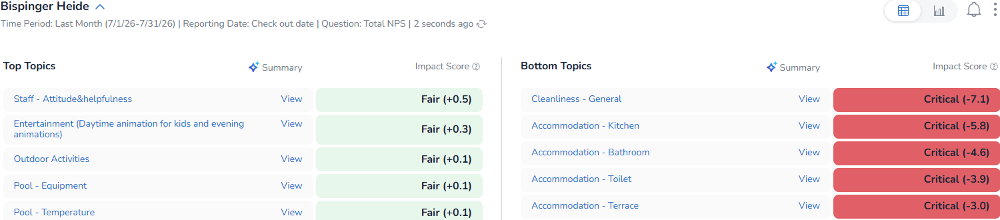 Bispinger Heide
Time Period: Last Month (7/1/26-7/31/26) | Reporting Date: Check out date | Question: Total NPS | 2 seconds ago
Top Topics Summary Impact Score
Staff - Attitude&helpfulness View Fair (+0.5)
Entertainment (Daytime animation for kids and evening animations) View Fair (+0.3)
Outdoor Activities View Fair (+0.1)
Pool - Equipment View Fair (+0.1)
Pool - Temperature View Fair (+0.1)
Bottom Topics Summary Impact Score
Cleanliness - General View Critical (-7.1)
Accommodation - Kitchen View Critical (-5.8)
Accommodation - Bathroom View Critical (-4.6)
Accommodation - Toilet View Critical (-3.9)
Accommodation - Terrace View Critical (-3.0)